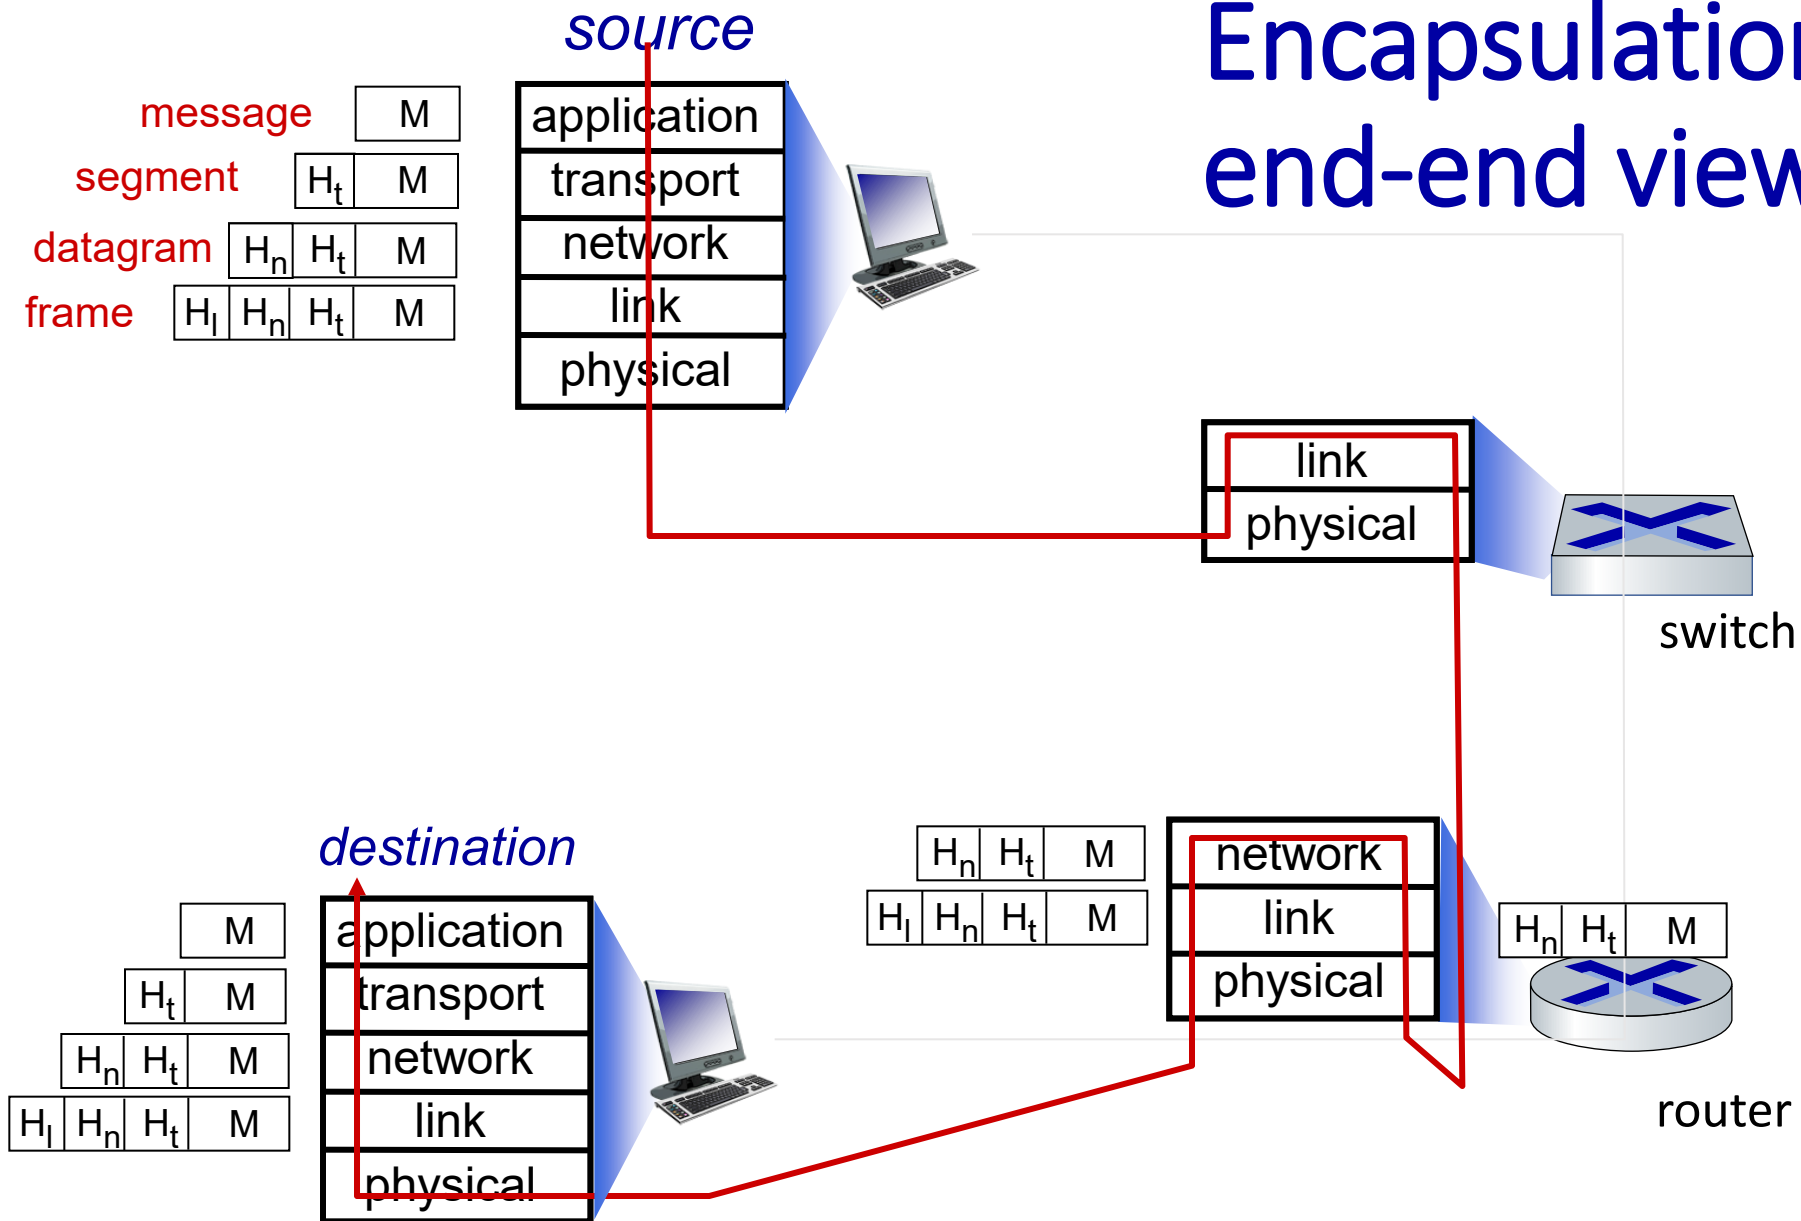 source
Encapsulation
end-end view
message M
segment Ht M
datagram Hn Ht M
frame Hl Hn Ht M
application
transport
network
link
physical
link
physical
switch
destination
M
Ht M
Hn Ht M
Hl Hn Ht M
application
transport
network
link
physical
Hn Ht M
Hl Hn Ht M
network
link
physical
Hn Ht M
router